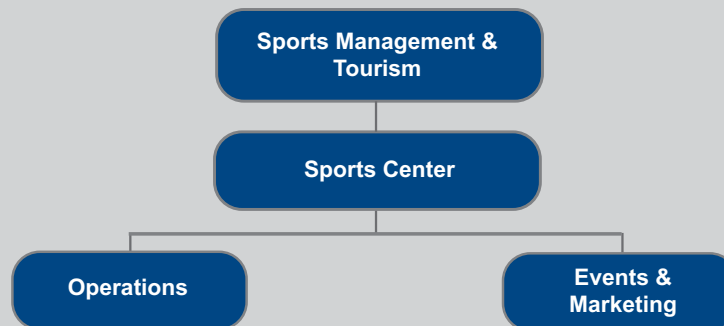 Sports Management &
Tourism
Sports Center
Operations
Events &
Marketing